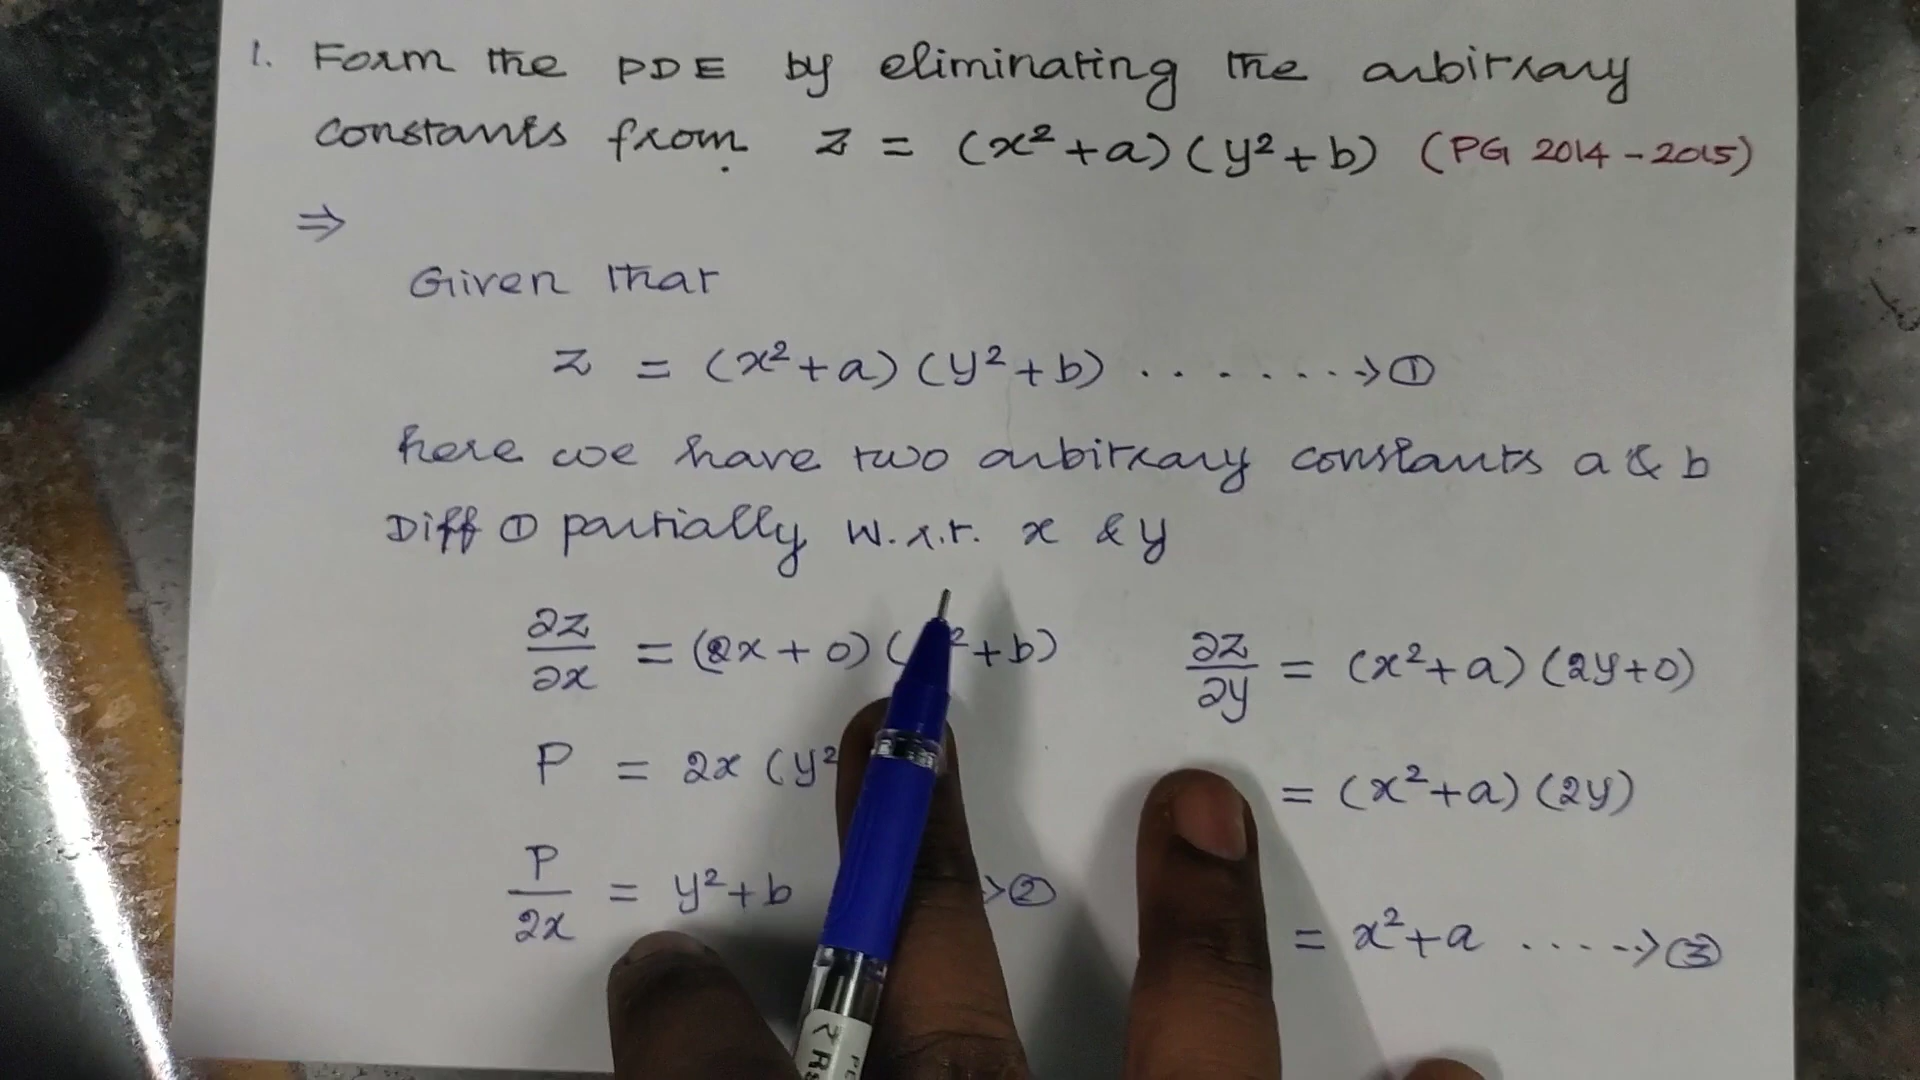 1. Form the PDE by eliminating the arbitrary
constants from z = (x²+a)(y²+b) (PG 2014-2015)
⇒
Given that
z = (x²+a)(y²+b) .......→①
here we have two arbitrary constants a & b
Diff ① partially w.r.t. x & y
∂z/∂x = (2x+0)( ²+b)
∂z/∂y = (x²+a)(2y+0)
P = 2x (y²
= (x²+a)(2y)
P/2x = y²+b >②
= x²+a ....->③
₹